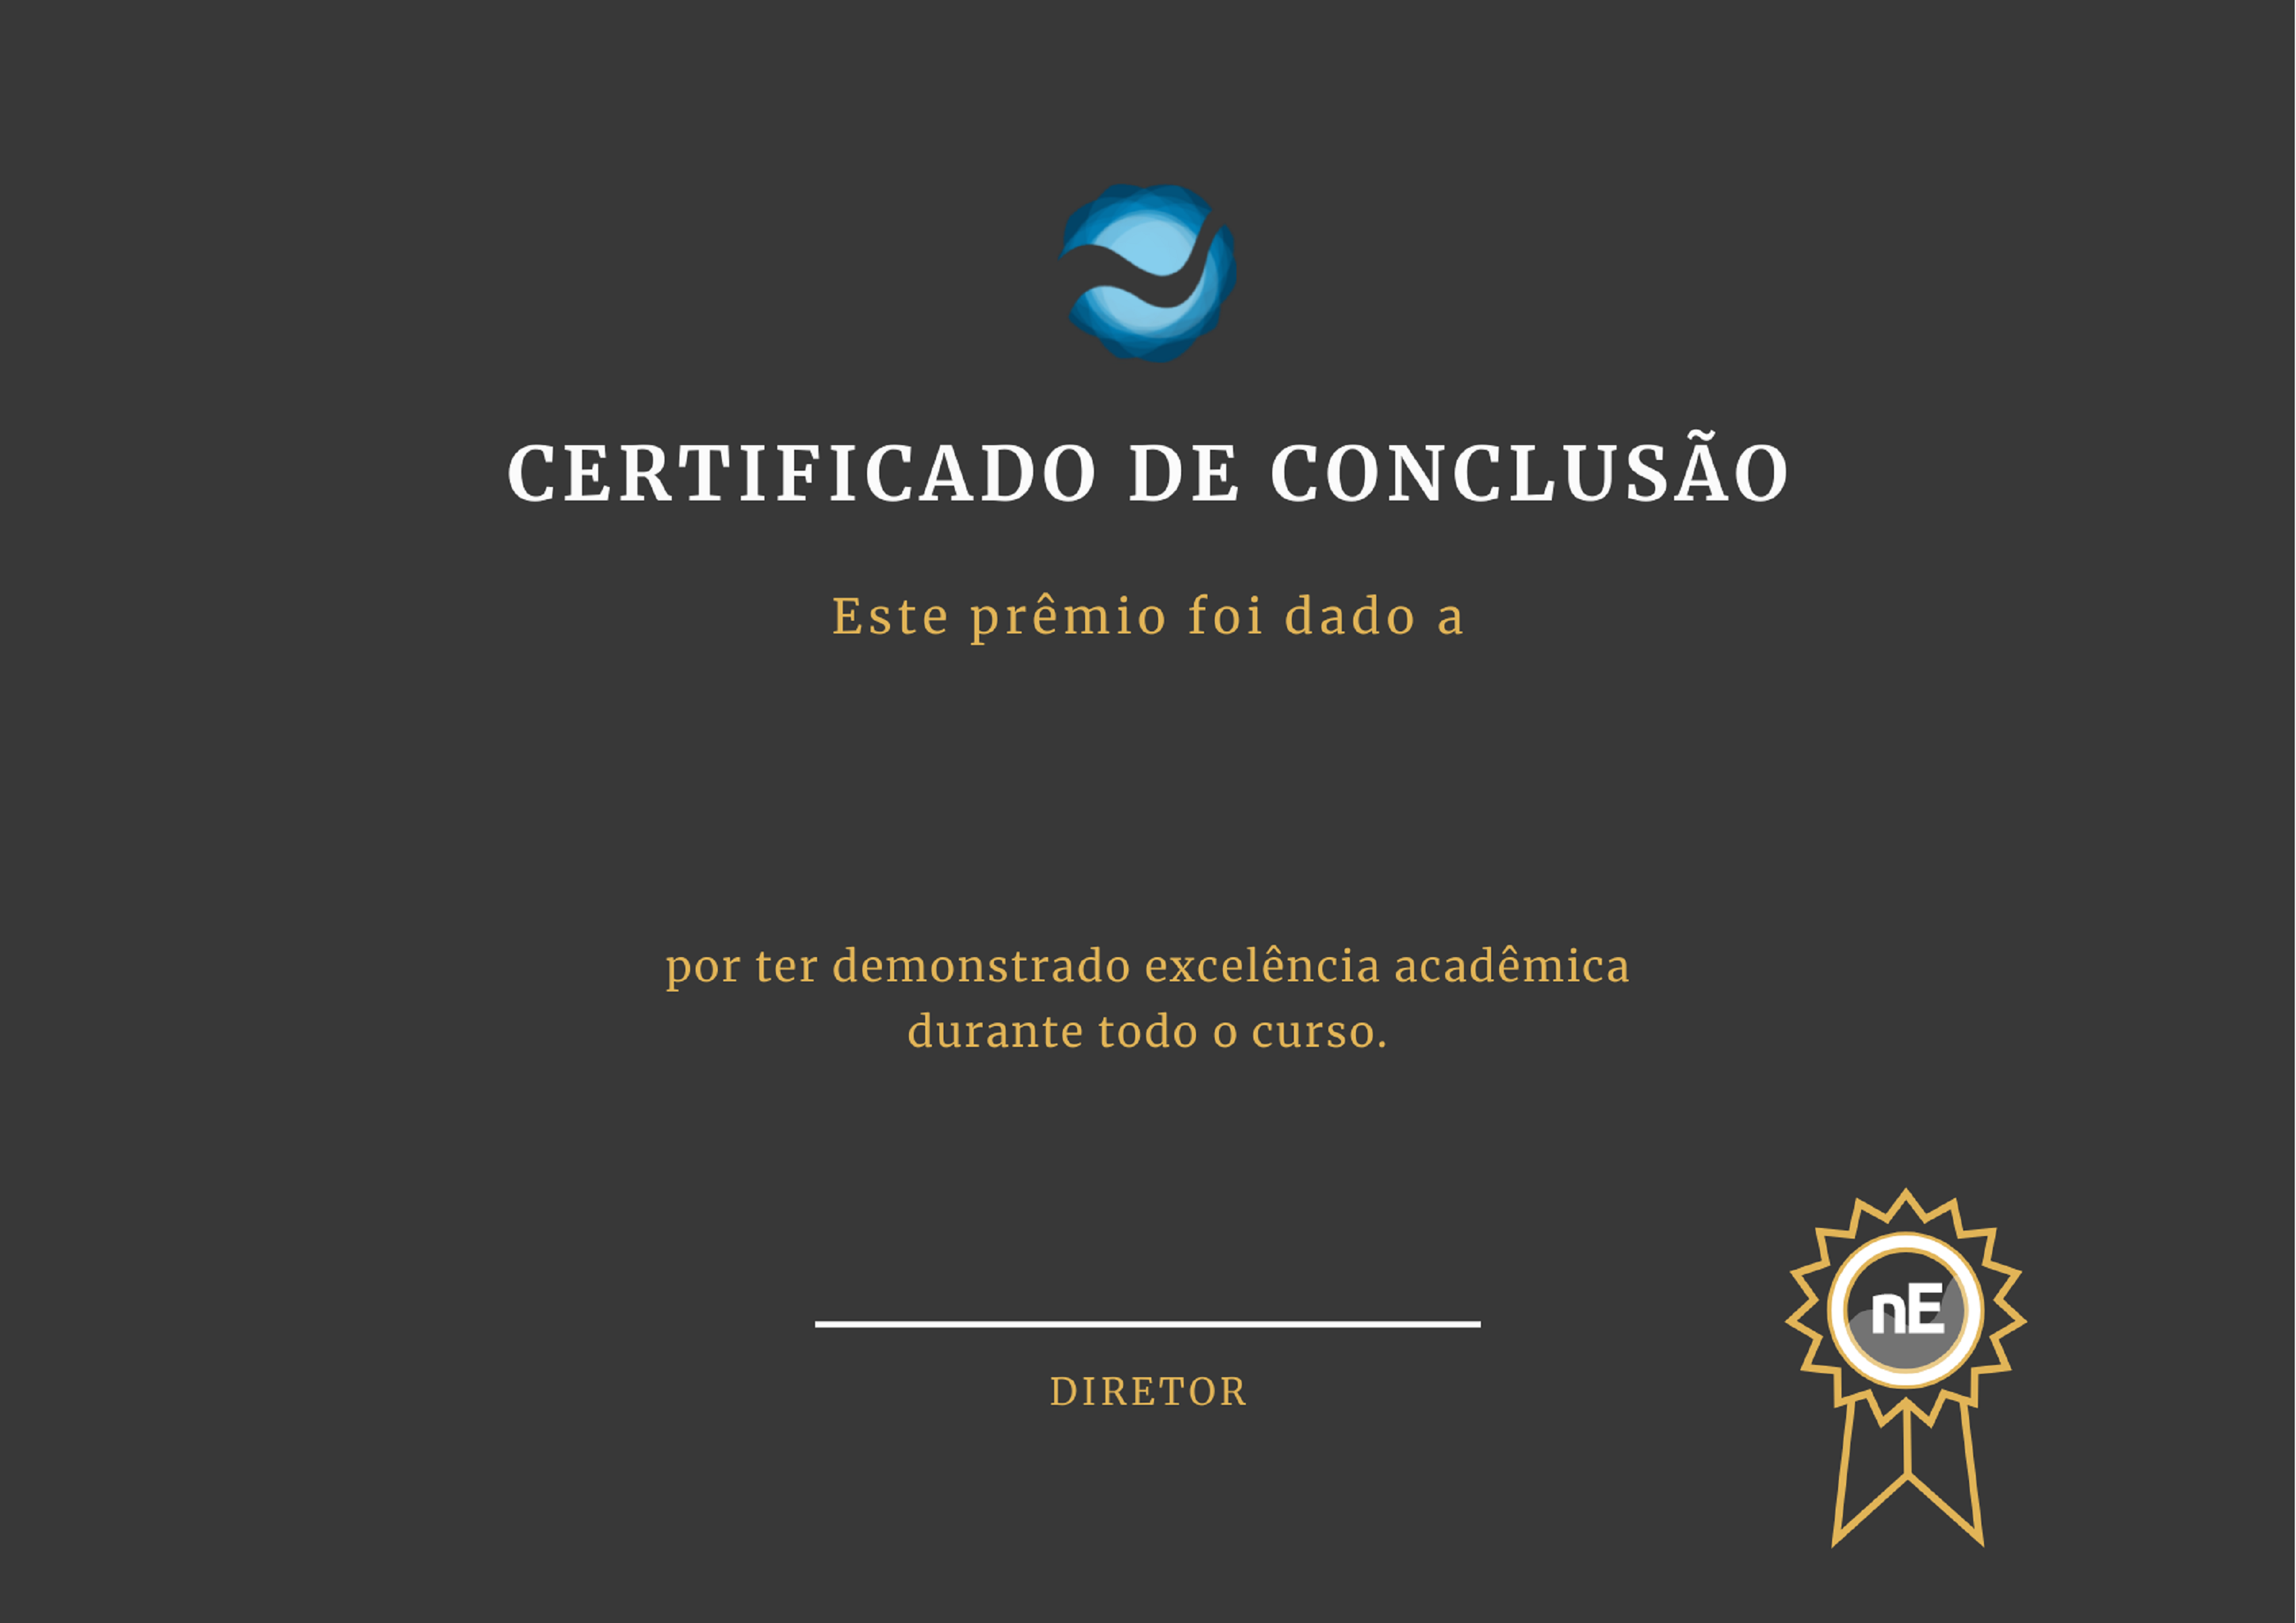 CERTIFICADO DE CONCLUSÃO
Este prêmio foi dado a
por ter demonstrado excelência acadêmica
durante todo o curso.
nE
DIRETOR